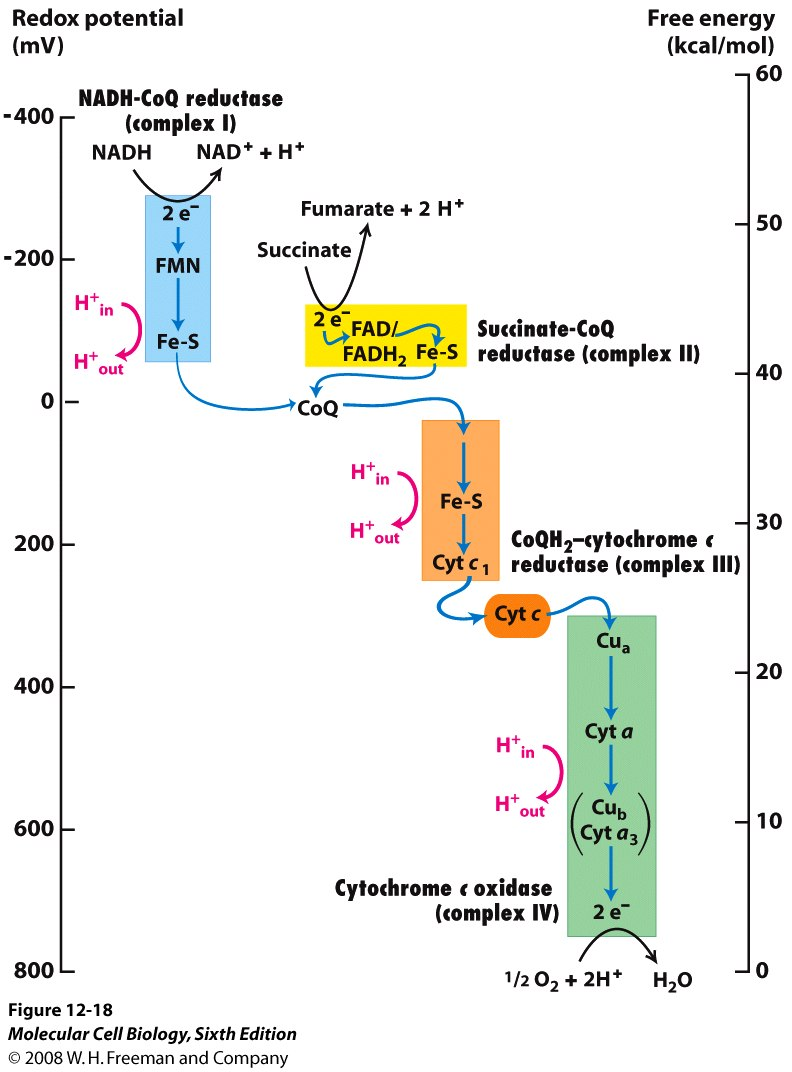 Redox potential
(mV)
Free energy
(kcal/mol)
60
-400
NADH-CoQ reductase
(complex I)
NADH
NAD⁺ + H⁺
2 e⁻
FMN
Fe-S
H⁺in
H⁺out
50
Fumarate + 2 H⁺
Succinate
-200
2 e⁻
FAD/
FADH₂
Fe-S
Succinate-CoQ
reductase (complex II)
40
0
CoQ
H⁺in
H⁺out
Fe-S
Cyt c₁
30
CoQH₂–cytochrome c
reductase (complex III)
200
Cyt c
Cuₐ
20
400
Cyt a
H⁺in
H⁺out
Cu_b
Cyt a₃
10
600
Cytochrome c oxidase
(complex IV)
2 e⁻
800
1/2 O₂ + 2H⁺
H₂O
0
Figure 12-18
Molecular Cell Biology, Sixth Edition
© 2008 W. H. Freeman and Company